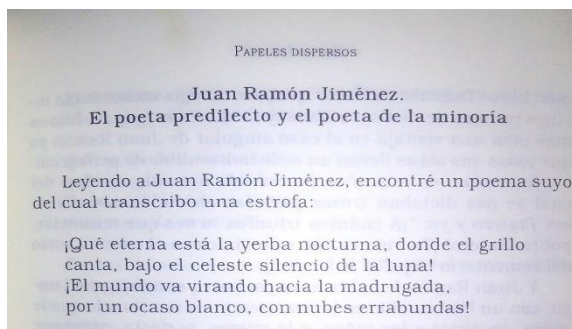 PAPELES DISPERSOS
Juan Ramón Jiménez.
El poeta predilecto y el poeta de la minoría
Leyendo a Juan Ramón Jiménez, encontré un poema suyo
del cual transcribo una estrofa:
¡Qué eterna está la yerba nocturna, donde el grillo
canta, bajo el celeste silencio de la luna!
¡El mundo va virando hacia la madrugada,
por un ocaso blanco, con nubes errabundas!